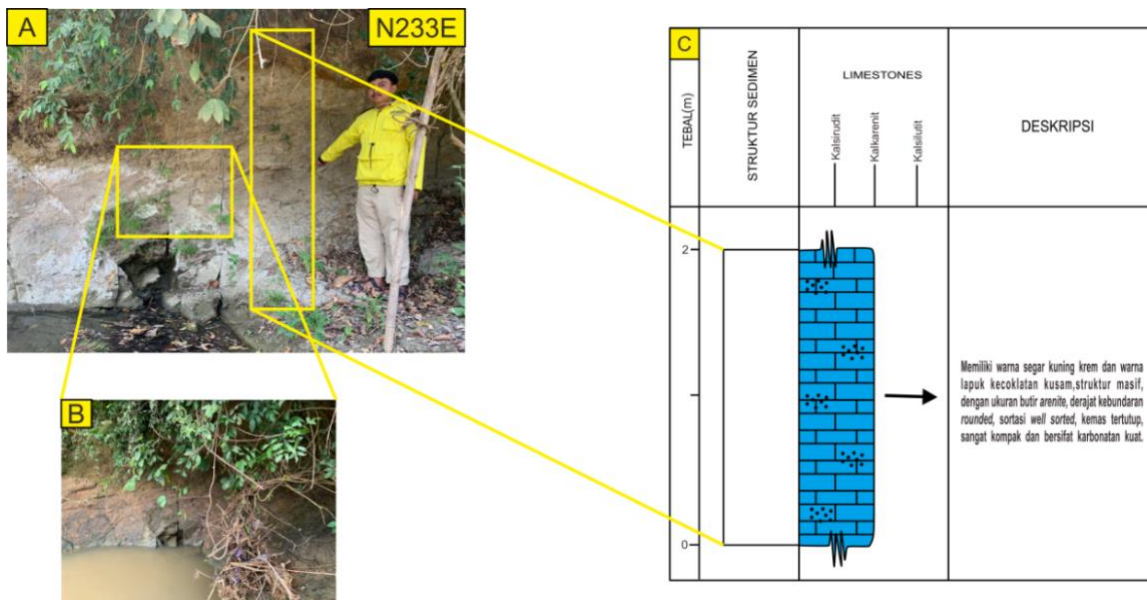 A
N233E
B
C
TEBAL(m)
STRUKTUR SEDIMEN
LIMESTONES
Kalsirudit
Kalkarenit
Kalsilutit
DESKRIPSI
2
1
0
Memiliki warna segar kuning krem dan warna
lapuk kecoklatan kusam,struktur masif,
dengan ukuran butir arenite, derajat kebundaran
rounded, sortasi well sorted, kemas tertutup,
sangat kompak dan bersifat karbonatan kuat.